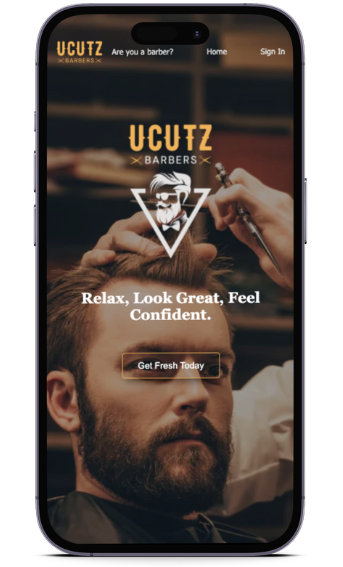 UCUTZ
BARBERS
Are you a barber?
Home
Sign In
UCUTZ
BARBERS
Relax, Look Great, Feel
Confident.
Get Fresh Today